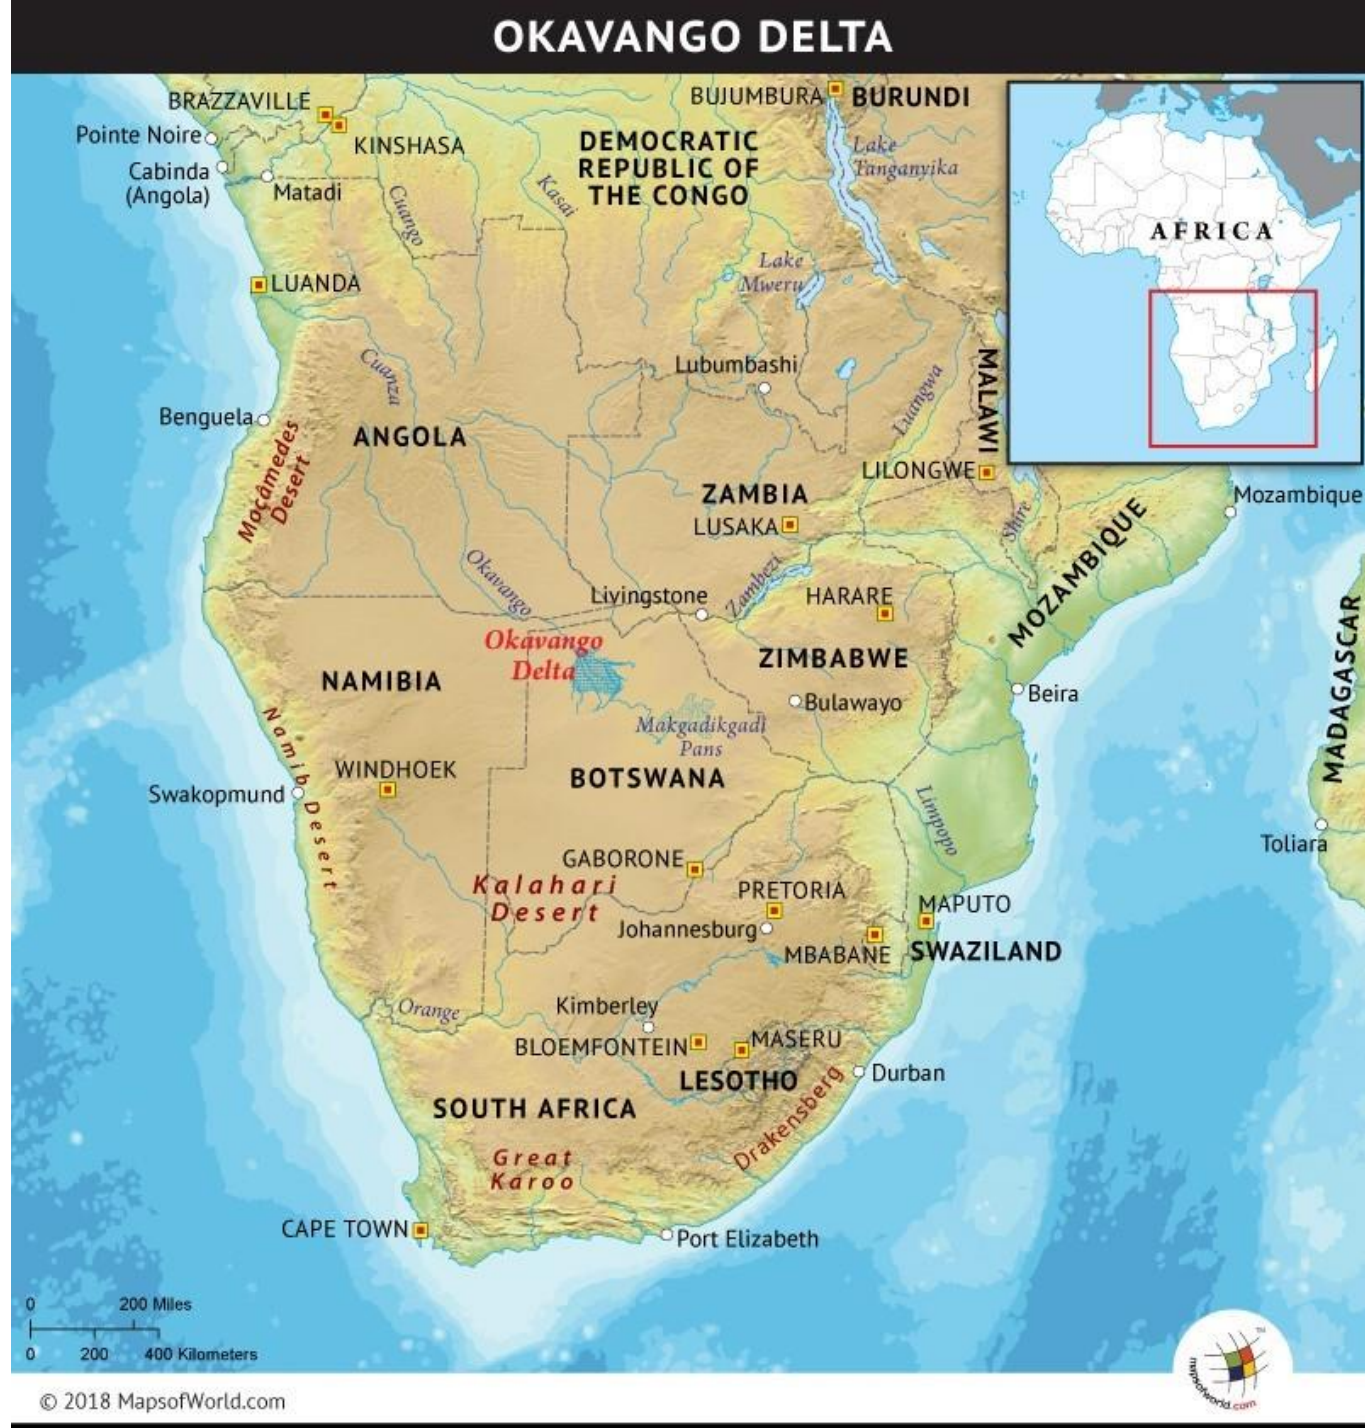 OKAVANGO DELTA
BRAZZAVILLE
Pointe Noire
KINSHASA
Cabinda
(Angola)
Matadi
Cuango
Kasai
DEMOCRATIC
REPUBLIC OF
THE CONGO
BUJUMBURA
BURUNDI
Lake
Tanganyika
AFRICA
LUANDA
Lake
Mweru
Cuanza
Lubumbashi
Luangwa
MALAWI
Benguela
Moçâmedes
Desert
ANGOLA
ZAMBIA
LUSAKA
LILONGWE
Shire
Mozambique
MOZAMBIQUE
Okavango
Livingstone
Zambezi
HARARE
Okavango
Delta
NAMIBIA
ZIMBABWE
Bulawayo
Beira
MADAGASCAR
Makgadikgadi
Pans
Namib Desert
WINDHOEK
Swakopmund
BOTSWANA
Limpopo
Toliara
GABORONE
Kalahari
Desert
PRETORIA
Johannesburg
MAPUTO
MBABANE
SWAZILAND
Orange
Kimberley
BLOEMFONTEIN
MASERU
LESOTHO
Durban
Drakensberg
SOUTH AFRICA
Great
Karoo
CAPE TOWN
Port Elizabeth
0 200 Miles
0 200 400 Kilometers
TM
mapsofworld.com
© 2018 MapsofWorld.com